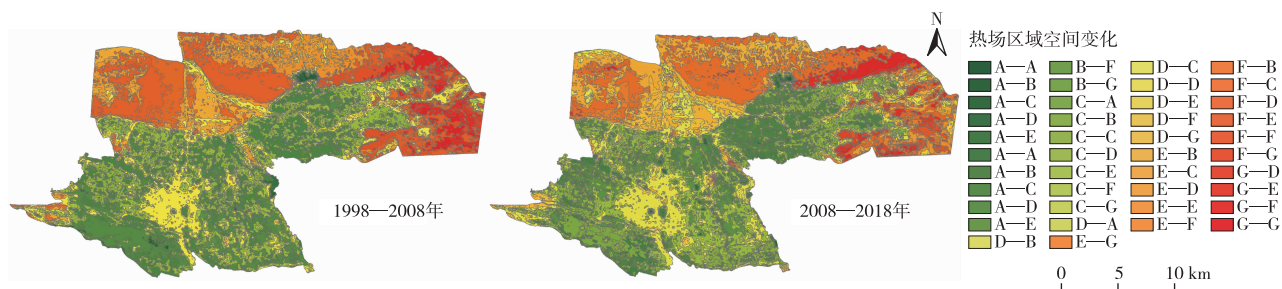 N
热场区域空间变化
A—A B—F D—C F—B
A—B B—G D—D F—C
A—C C—A D—E F—D
A—D C—B D—F F—E
A—E C—C D—G F—F
A—A C—D E—B F—G
A—B C—E E—C G—D
A—C C—F E—D G—E
A—D C—G E—E G—F
A—E D—A E—F G—G
D—B E—G
1998—2008年
2008—2018年
0 5 10 km